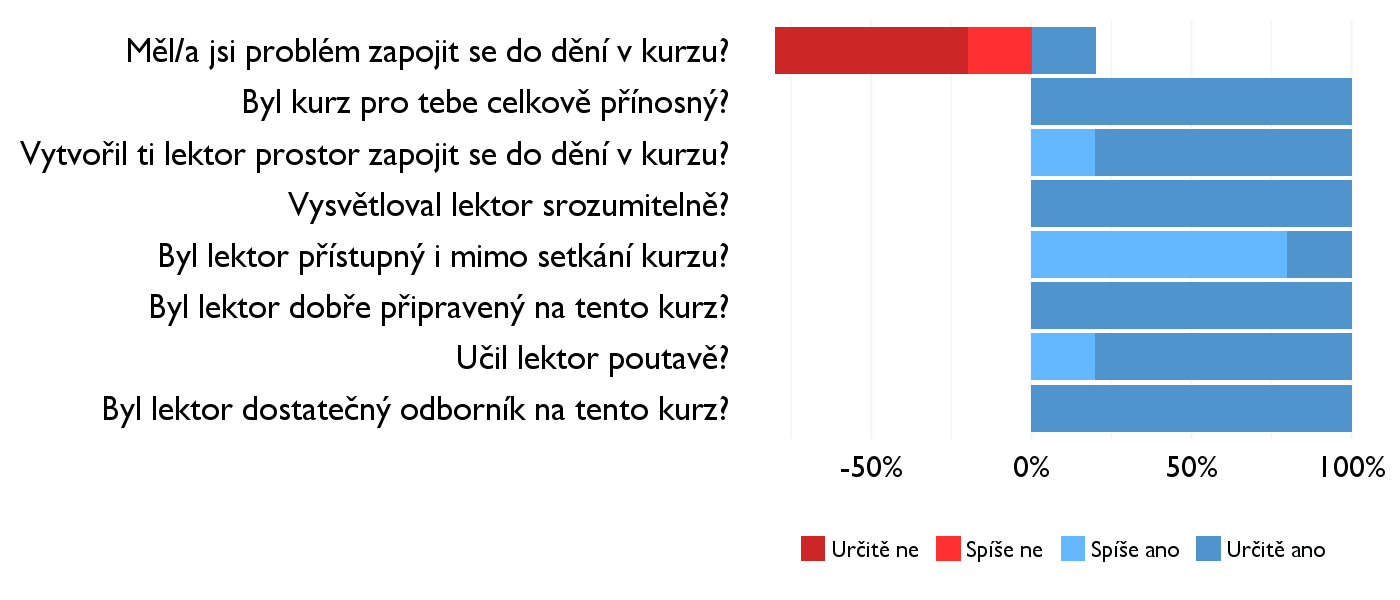 Měl/a jsi problém zapojit se do dění v kurzu?
Byl kurz pro tebe celkově přínosný?
Vytvořil ti lektor prostor zapojit se do dění v kurzu?
Vysvětloval lektor srozumitelně?
Byl lektor přístupný i mimo setkání kurzu?
Byl lektor dobře připravený na tento kurz?
Učil lektor poutavě?
Byl lektor dostatečný odborník na tento kurz?
-50% 0% 50% 100%
Určitě ne Spíše ne Spíše ano Určitě ano